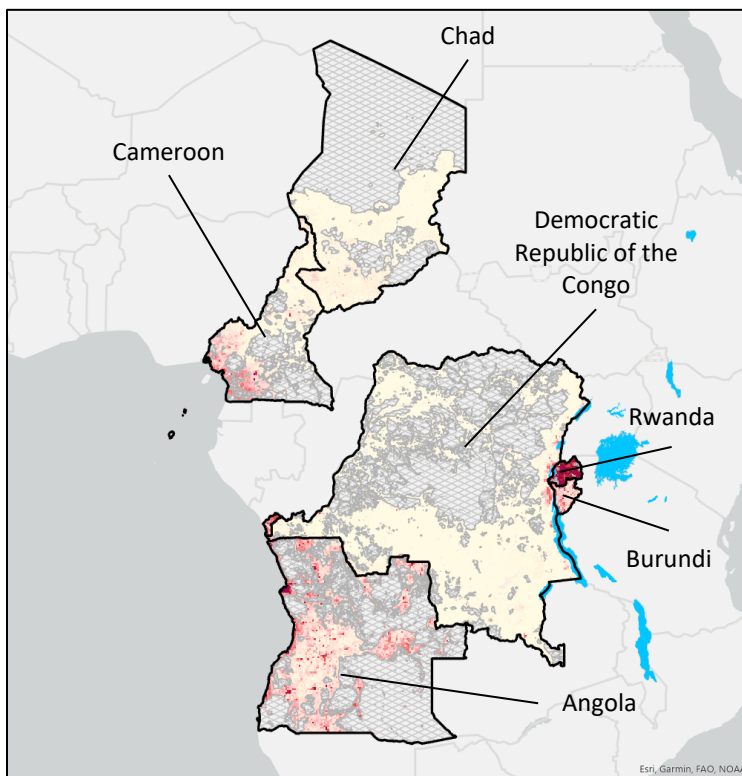 Chad
Cameroon
Democratic
Republic of the
Congo
Rwanda
Burundi
Angola
Esri, Garmin, FAO, NOAA